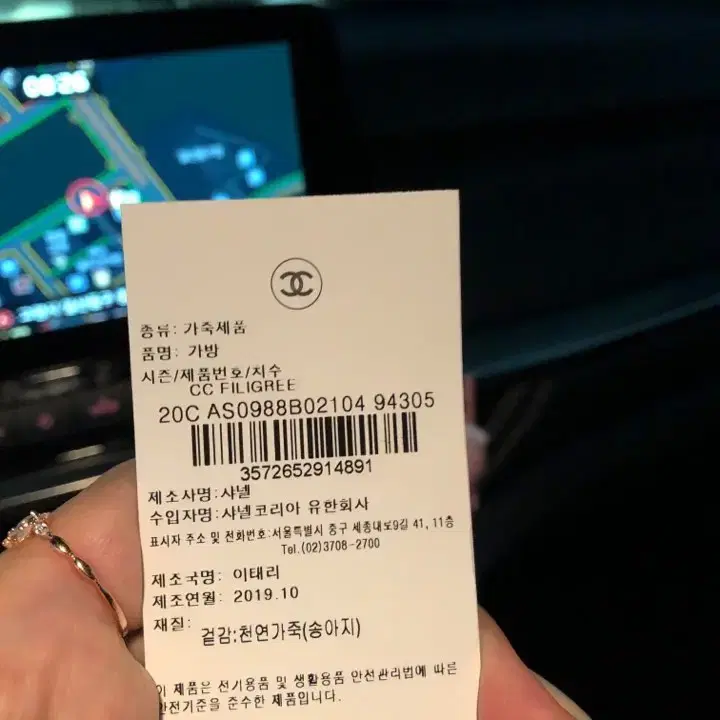 08:26
종류: 가죽제품
품명: 가방
시즌/제품번호/치수
CC FILIGREE
20C AS0988B02104 94305
3572652914891
제조사명:샤넬
수입자명:샤넬코리아 유한회사
표시자 주소 및 전화번호:서울특별시 중구 세종대로9길 41, 11층
Tel.(02)3708-2700
제조국명: 이태리
제조연월: 2019.10
재질:
겉감:천연가죽(송아지)
이 제품은 전기용품 및 생활용품 안전관리법에 따른
안전기준을 준수한 제품입니다.